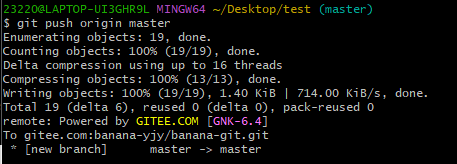 23220@LAPTOP-UI3GHR9L MINGW64 ~/Desktop/test (master)
$ git push origin master
Enumerating objects: 19, done.
Counting objects: 100% (19/19), done.
Delta compression using up to 16 threads
Compressing objects: 100% (13/13), done.
Writing objects: 100% (19/19), 1.40 KiB | 714.00 KiB/s, done.
Total 19 (delta 6), reused 0 (delta 0), pack-reused 0
remote: Powered by GITEE.COM [GNK-6.4]
To gitee.com:banana-yjy/banana-git.git
 * [new branch]      master -> master